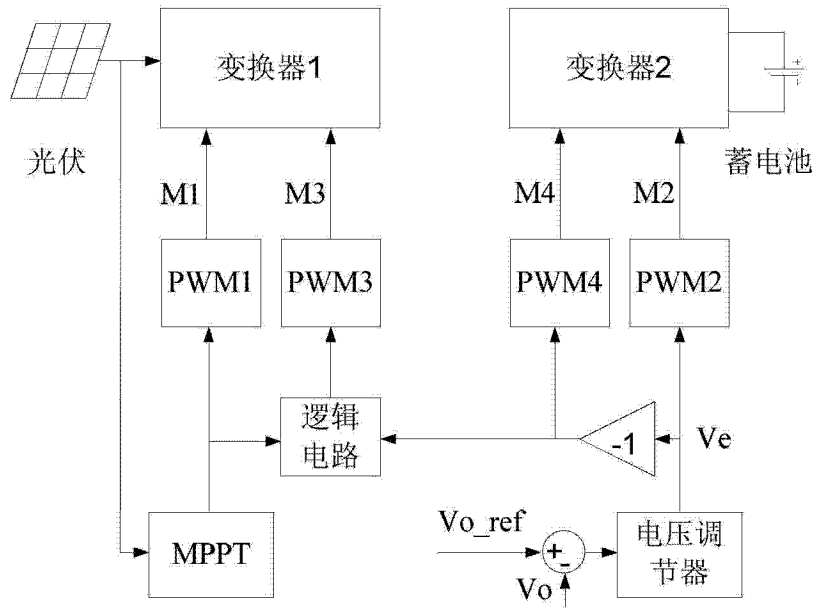 变换器1
变换器2
光伏
蓄电池
M1
M3
M4
M2
PWM1
PWM3
PWM4
PWM2
逻辑
电路
-1
Ve
MPPT
Vo_ref
+
-
Vo
电压调
节器